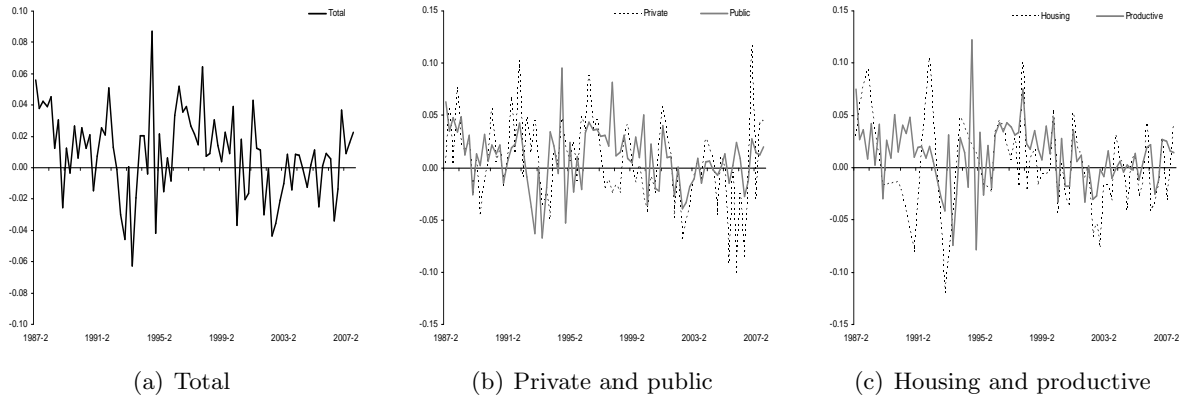 Total
0.10
0.08
0.06
0.04
0.02
0.00
-0.02
-0.04
-0.06
-0.08
-0.10
1987-2 1991-2 1995-2 1999-2 2003-2 2007-2
(a) Total
Private Public
0.15
0.10
0.05
0.00
-0.05
-0.10
-0.15
1987-2 1991-2 1995-2 1999-2 2003-2 2007-2
(b) Private and public
Housing Productive
0.15
0.10
0.05
0.00
-0.05
-0.10
-0.15
1987-2 1991-2 1995-2 1999-2 2003-2 2007-2
(c) Housing and productive